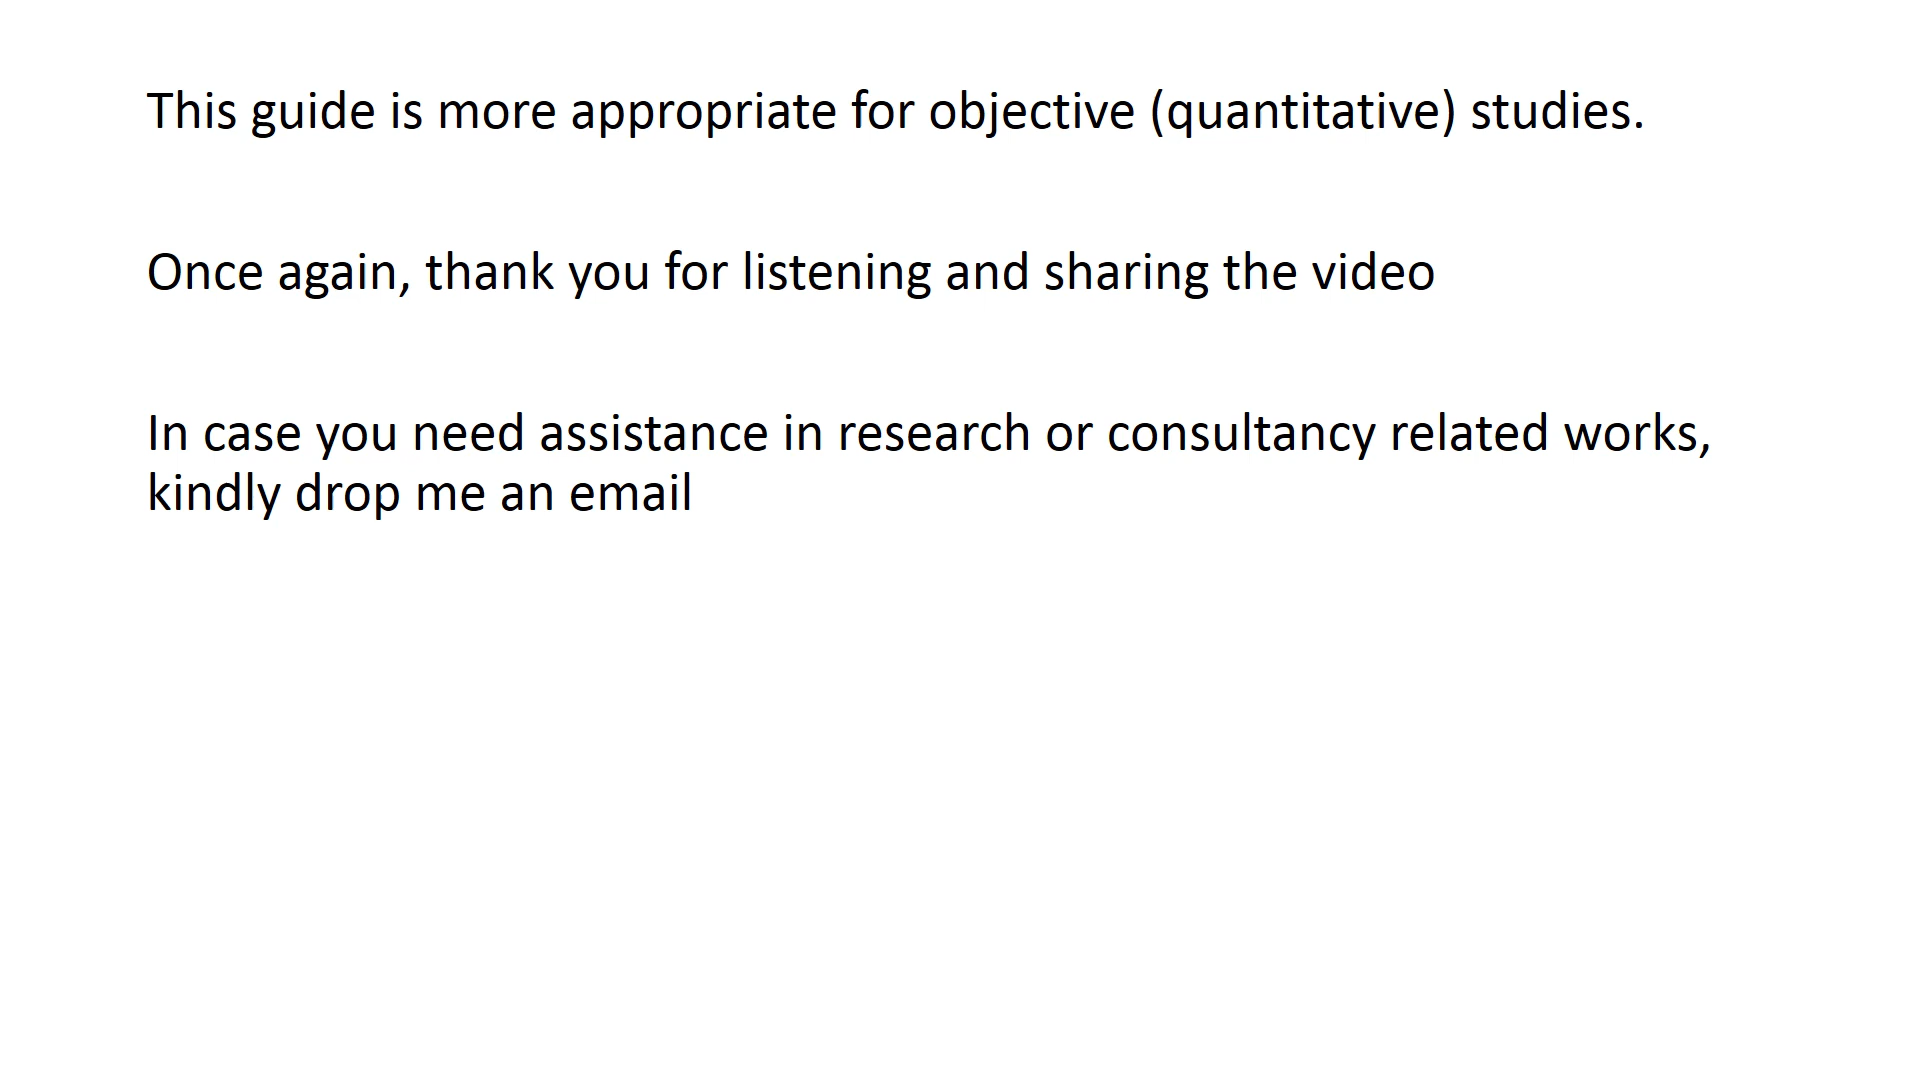 This guide is more appropriate for objective (quantitative) studies.
Once again, thank you for listening and sharing the video
In case you need assistance in research or consultancy related works,
kindly drop me an email